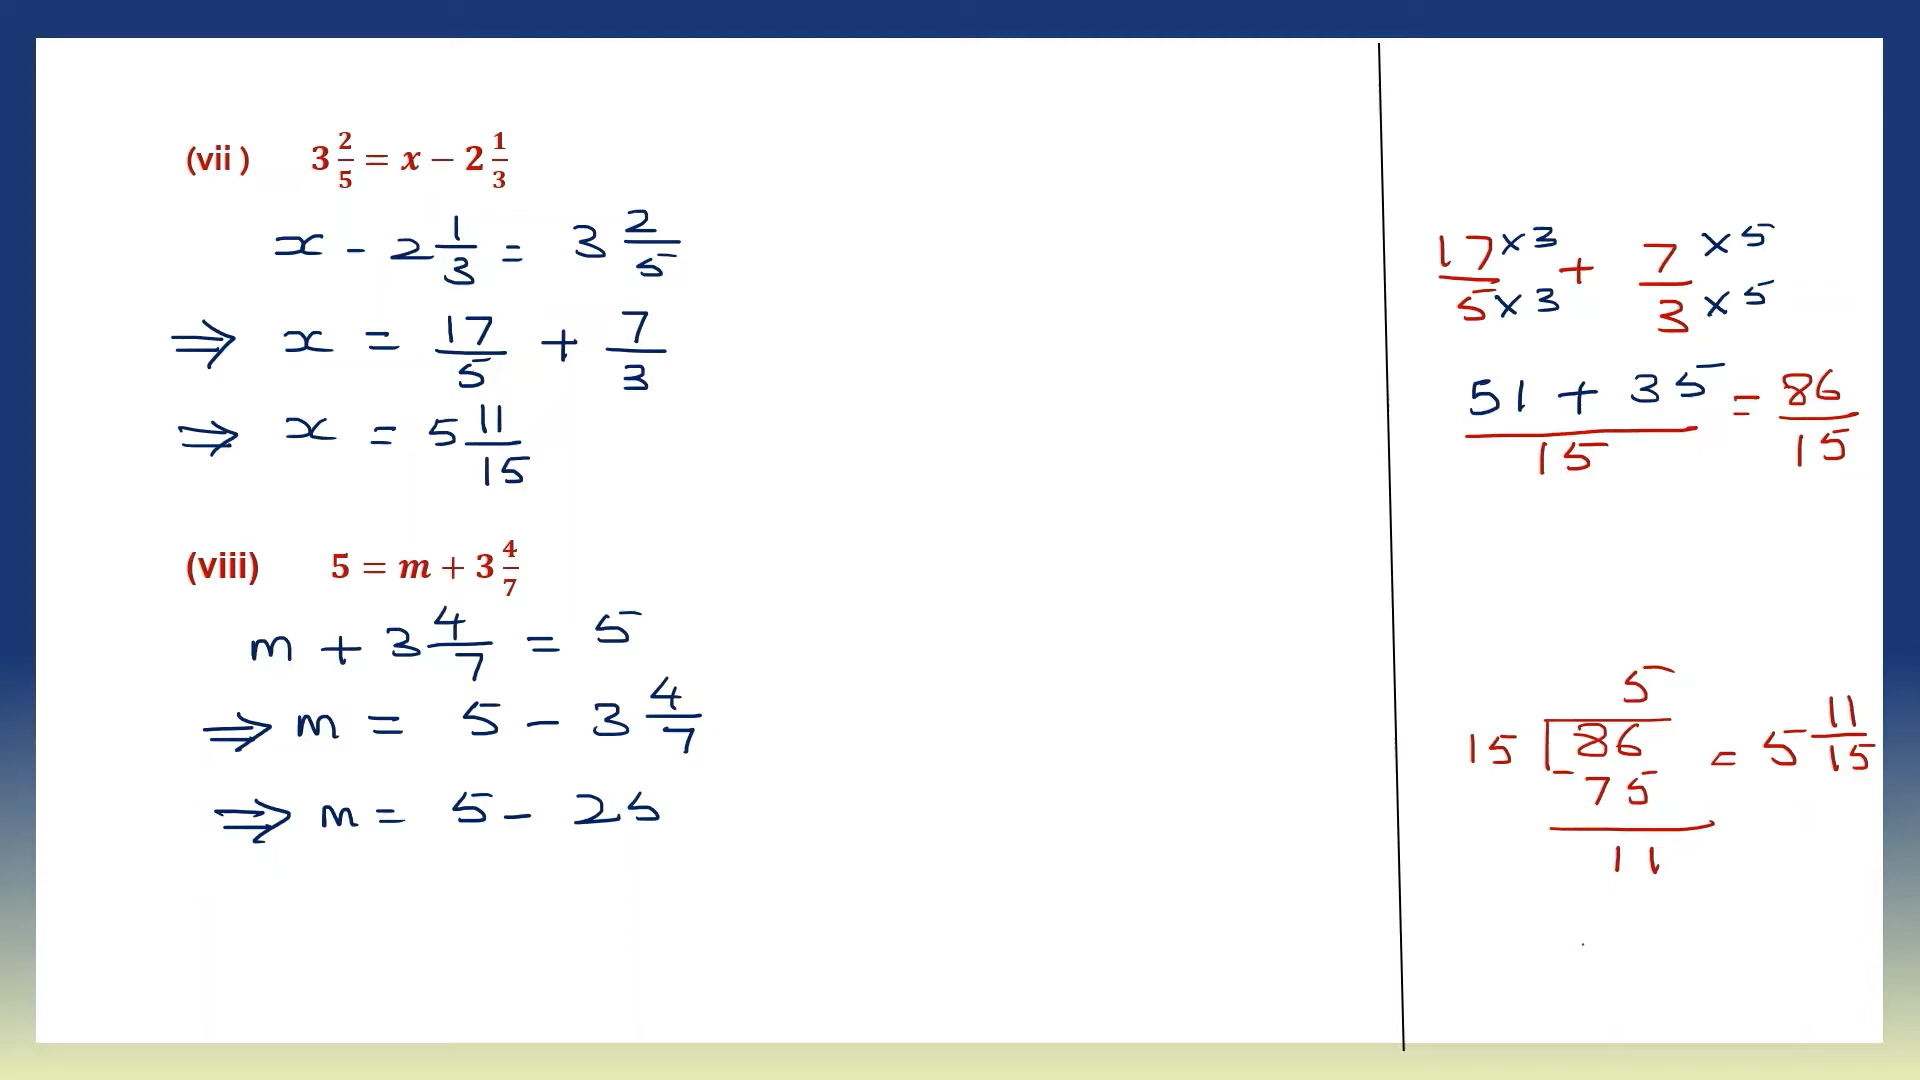 (vii ) 3 2/5 = x − 2 1/3
x - 2 1/3 = 3 2/5
⇒ x = 17/5 + 7/3
⇒ x = 5 11/15
(viii) 5 = m + 3 4/7
m + 3 4/7 = 5
⇒ m = 5 - 3 4/7
⇒ m = 5 - 25
17 x 3 / 5 x 3 + 7 x 5 / 3 x 5
51 + 35 / 15 = 86/15
5
15 | 86 = 5 11/15
- 75
11